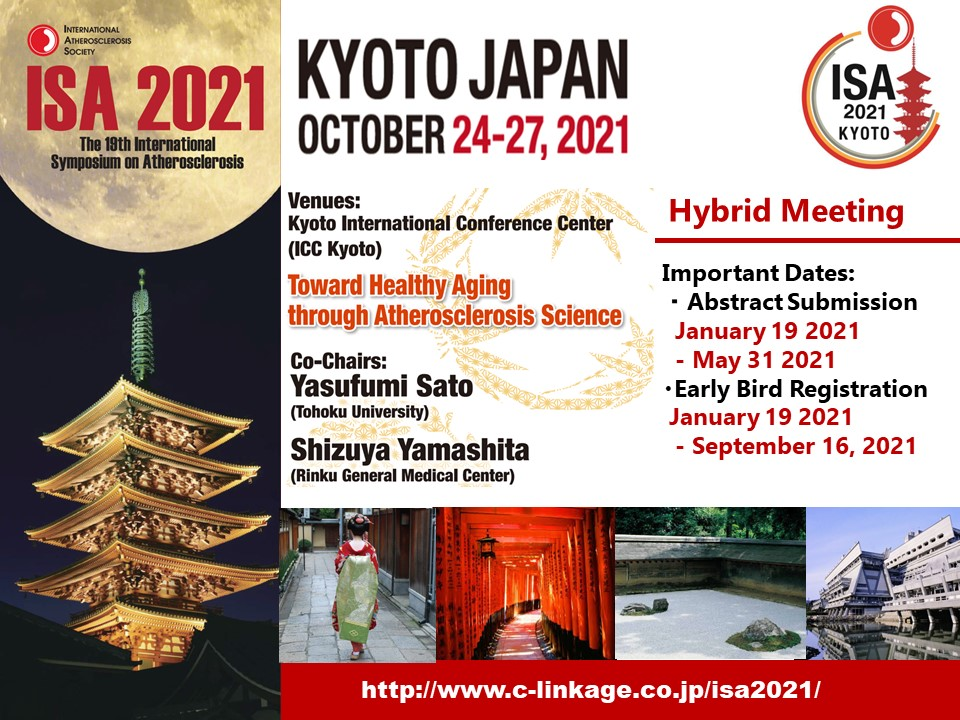 INTERNATIONAL
ATHEROSCLEROSIS
SOCIETY
ISA 2021
The 19th International
Symposium on Atherosclerosis
KYOTO JAPAN
OCTOBER 24-27, 2021
ISA
2021
KYOTO
Venues:
Kyoto International Conference Center
(ICC Kyoto)
Toward Healthy Aging
through Atherosclerosis Science
Co-Chairs:
Yasufumi Sato
(Tohoku University)
Shizuya Yamashita
(Rinku General Medical Center)
Hybrid Meeting
Important Dates:
・ Abstract Submission
January 19 2021
- May 31 2021
・Early Bird Registration
January 19 2021
- September 16, 2021
http://www.c-linkage.co.jp/isa2021/